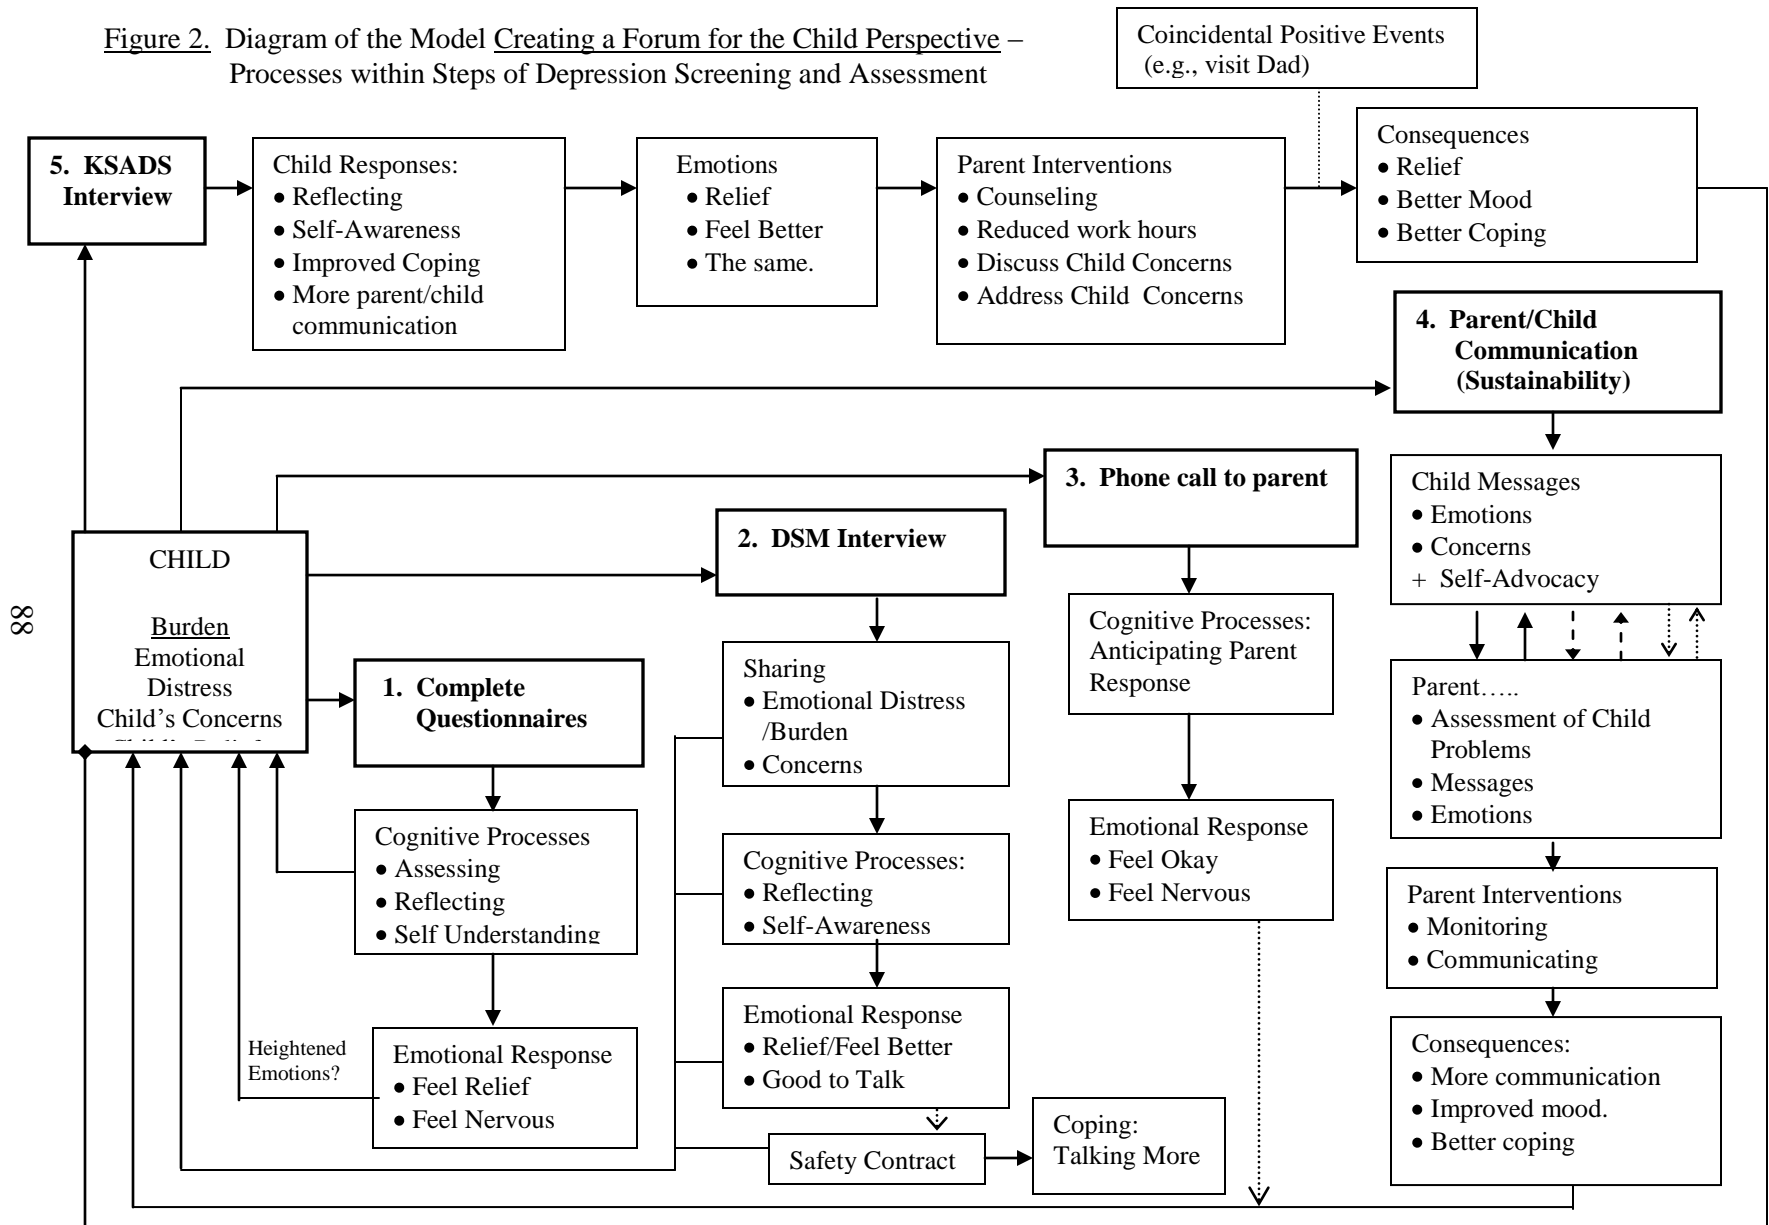 Figure 2. Diagram of the Model Creating a Forum for the Child Perspective –
Processes within Steps of Depression Screening and Assessment
Coincidental Positive Events
(e.g., visit Dad)
5. KSADS
Interview
Child Responses:
• Reflecting
• Self-Awareness
• Improved Coping
• More parent/child
communication
Emotions
• Relief
• Feel Better
• The same.
Parent Interventions
• Counseling
• Reduced work hours
• Discuss Child Concerns
• Address Child Concerns
Consequences
• Relief
• Better Mood
• Better Coping
4. Parent/Child
Communication
(Sustainability)
Child Messages
• Emotions
• Concerns
+ Self-Advocacy
Parent…..
• Assessment of Child
Problems
• Messages
• Emotions
Parent Interventions
• Monitoring
• Communicating
Consequences:
• More communication
• Improved mood.
• Better coping
3. Phone call to parent
Cognitive Processes:
Anticipating Parent
Response
Emotional Response
• Feel Okay
• Feel Nervous
2. DSM Interview
Sharing
• Emotional Distress
/Burden
• Concerns
Cognitive Processes:
• Reflecting
• Self-Awareness
Emotional Response
• Relief/Feel Better
• Good to Talk
Safety Contract
Coping:
Talking More
CHILD
Burden
Emotional
Distress
Child's Concerns
1. Complete
Questionnaires
Cognitive Processes
• Assessing
• Reflecting
• Self Understanding
Emotional Response
• Feel Relief
• Feel Nervous
Heightened
Emotions?
88